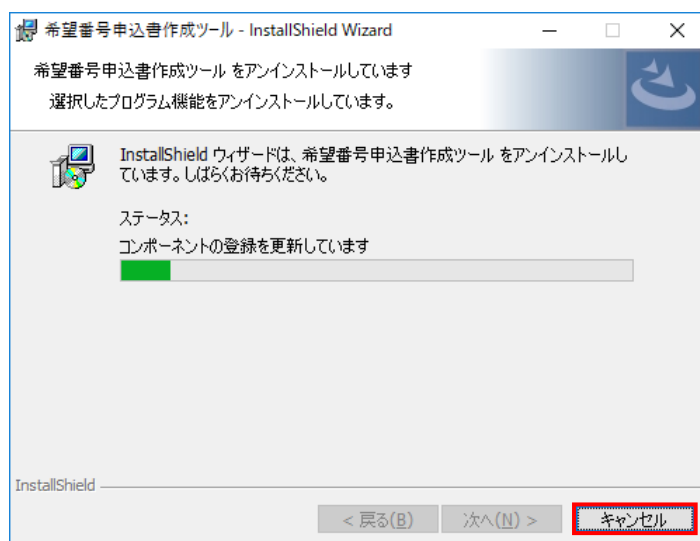 希望番号申込書作成ツール - InstallShield Wizard
希望番号申込書作成ツール をアンインストールしています
選択したプログラム機能をアンインストールしています。
InstallShield ウィザードは、希望番号申込書作成ツール をアンインストールし
ています。しばらくお待ちください。
ステータス:
コンポーネントの登録を更新しています
InstallShield
< 戻る(B)
次へ(N) >
キャンセル